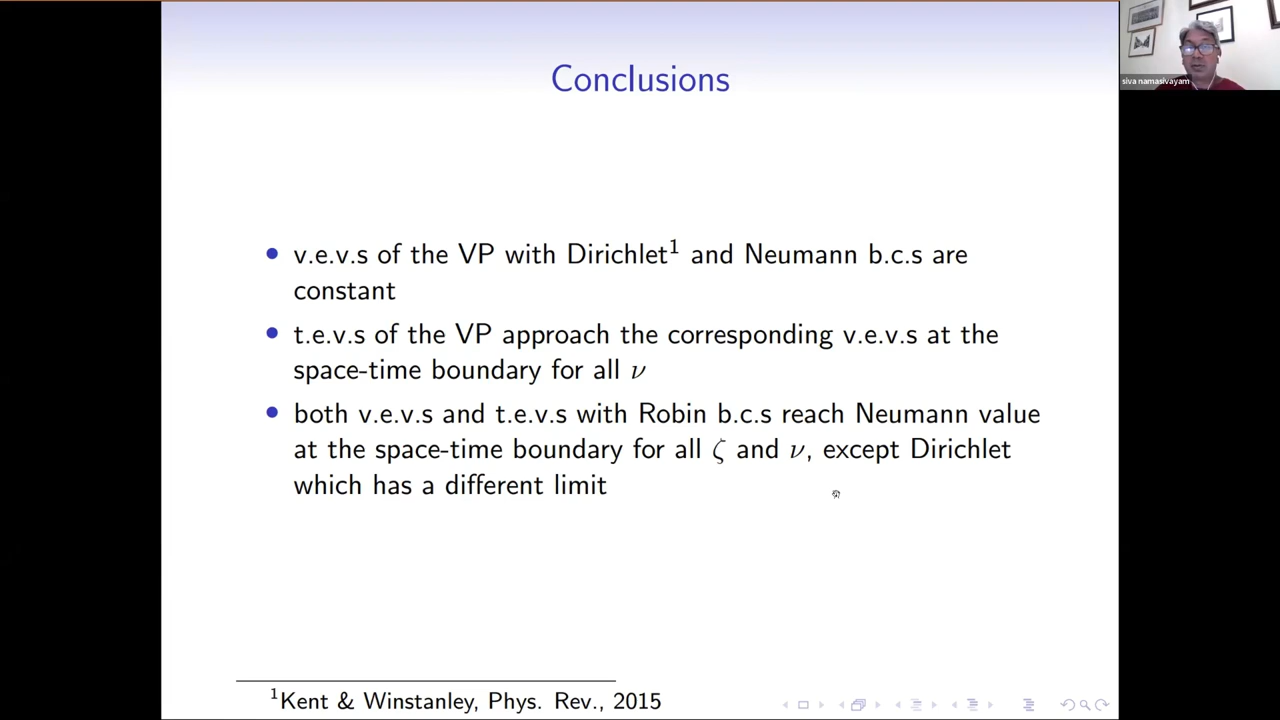 Conclusions
siva namasivayam
• v.e.v.s of the VP with Dirichlet¹ and Neumann b.c.s are
constant
• t.e.v.s of the VP approach the corresponding v.e.v.s at the
space-time boundary for all ν
• both v.e.v.s and t.e.v.s with Robin b.c.s reach Neumann value
at the space-time boundary for all ζ and ν, except Dirichlet
which has a different limit
¹Kent & Winstanley, Phys. Rev., 2015